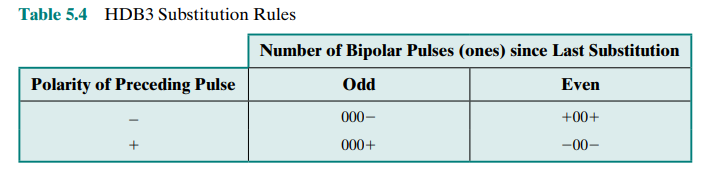 Table 5.4 HDB3 Substitution Rules
Number of Bipolar Pulses (ones) since Last Substitution
Polarity of Preceding Pulse Odd Even
− 000− +00+
+ 000+ −00−